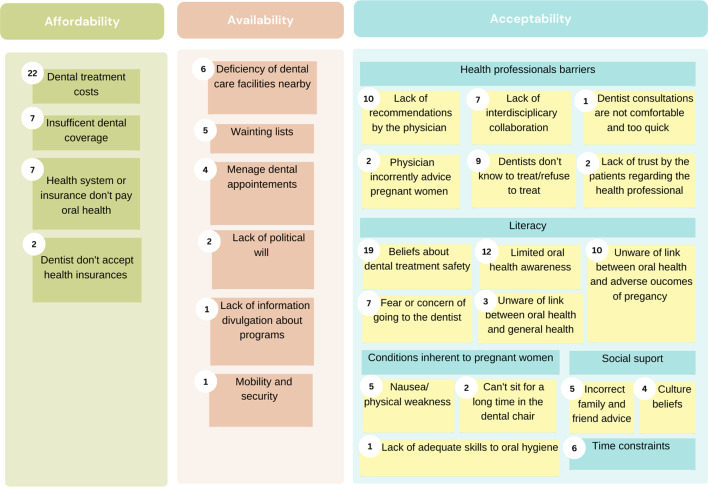 Affordability
22
Dental treatment
costs
7
Insufficent dental
coverage
7
Health system or
insurance don't pay
oral health
2
Dentist don't accept
health insurances
Availability
6
Deficiency of dental
care facilities nearby
5
Wainting lists
4
Menage dental
appointements
2
Lack of political
will
1
Lack of information
divulgation about
programs
1
Mobility and
security
Acceptability
Health professionals barriers
10
Lack of
recommendations
by the physician
7
Lack of
interdisciplinary
collaboration
1
Dentist consultations
are not comfortable
and too quick
2
Physician
incorrently advice
pregnant women
9
Dentists don't
know to treat/refuse
to treat
2
Lack of trust by the
patients regarding the
health professional
Literacy
19
Beliefs about
dental treatment safety
12
Limited oral
health awareness
10
Unware of link
between oral health
and adverse oucomes
of pregancy
7
Fear or concern of
going to the dentist
3
Unware of link
between oral health
and general health
Conditions inherent to pregnant women
5
Nausea/
physical weakness
2
Can't sit for a
long time in the
dental chair
1
Lack of adequate skills to oral hygiene
Social suport
5
Incorrect
family and
friend advice
4
Culture
beliefs
6
Time constraints